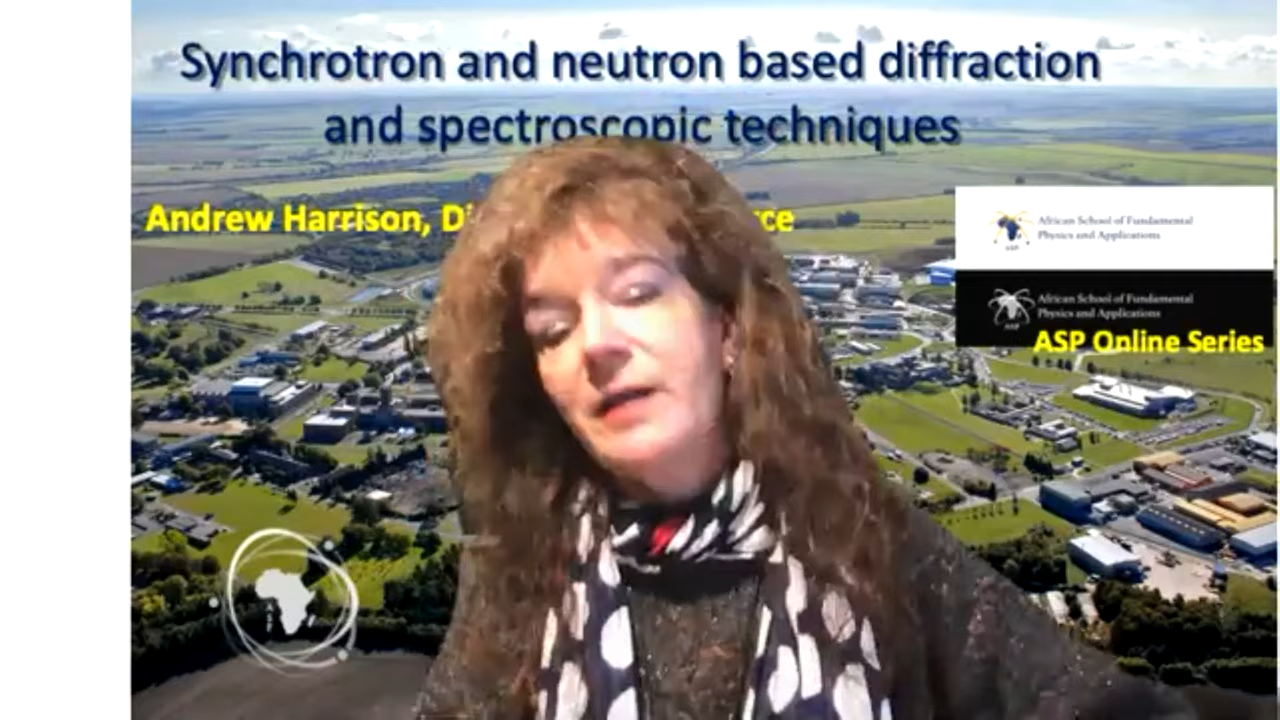 Synchrotron and neutron based diffraction
and spectroscopic techniques
Andrew Harrison,
African School of Fundamental
Physics and Applications
African School of Fundamental
Physics and Applications
ASP Online Series